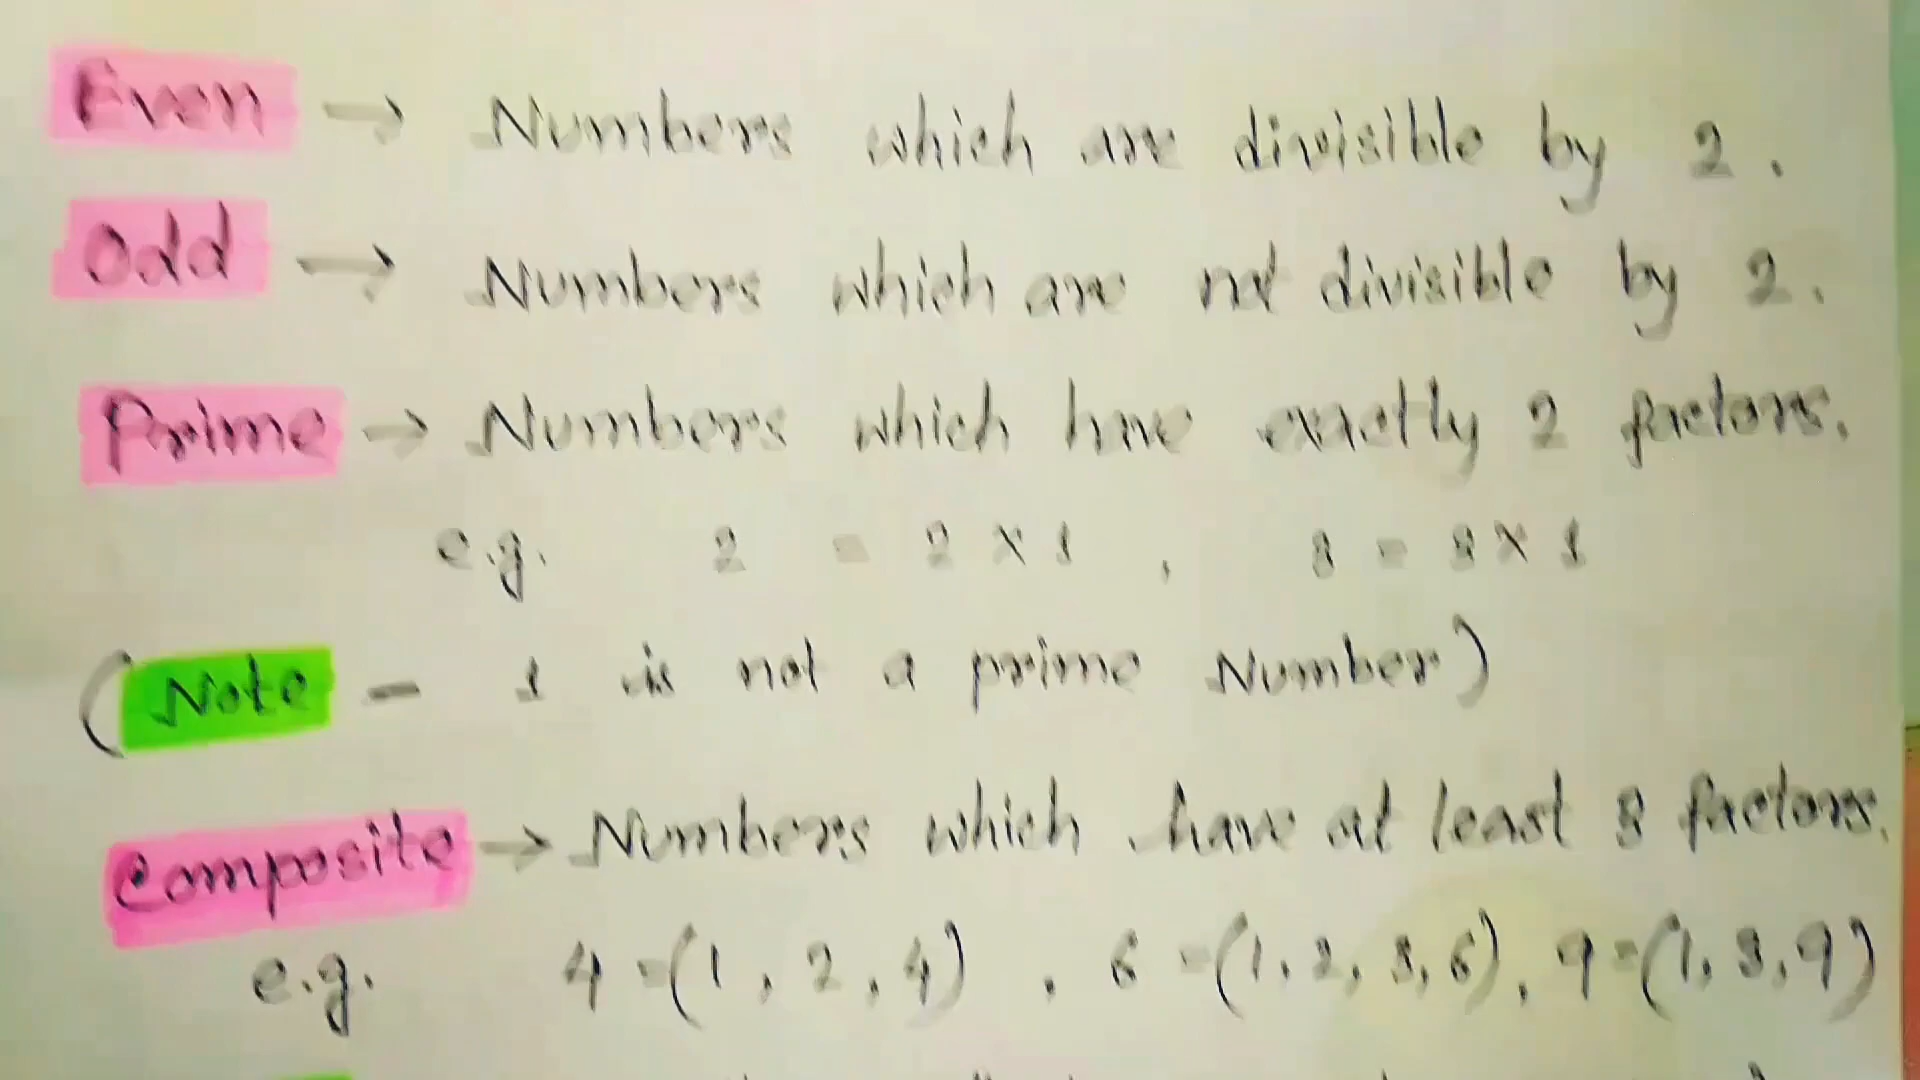 Even → Numbers which are divisible by 2.
Odd → Numbers which are not divisible by 2.
Prime → Numbers which have exactly 2 factors.
e.g. 2 = 2 × 1 , 3 = 3 × 1
(Note - 1 is not a prime Number)
Composite → Numbers which have at least 3 factors.
e.g. 4 = (1, 2, 4) , 6 = (1, 2, 3, 6), 9 = (1, 3, 9)